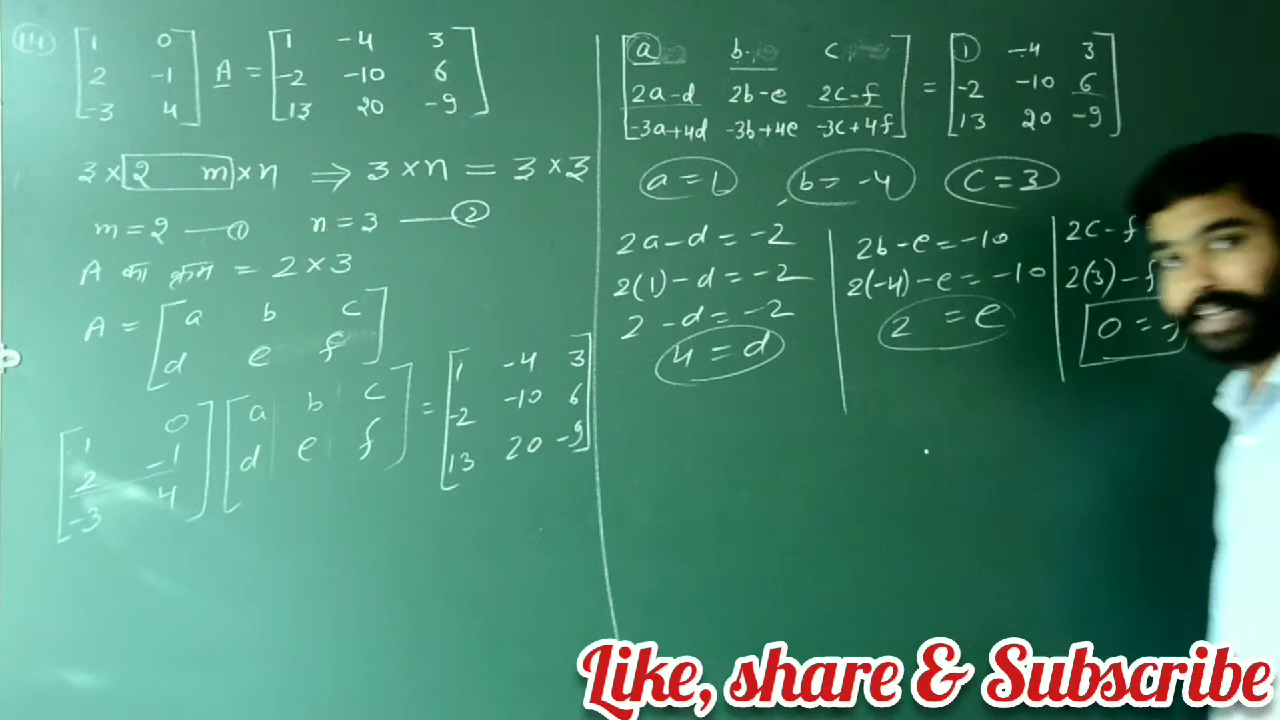 14 [1 0 2 -1 -3 4] A = [1 -4 3 -2 -10 6 13 20 -9]
3×2 m×n ⇒ 3×n = 3×3
m=2 — ① n=3 — ②
A का क्रम = 2×3
A = [a b c d e f]
[1 0 2 -1 -3 4] [a b c d e f] = [1 -4 3 -2 -10 6 13 20 -9]
[a b c 2a-d 2b-e 2c-f -3a+4d -3b+4e -3c+4f] = [1 -4 3 -2 -10 6 13 20 -9]
a=1 b=-4 c=3
2a-d=-2
2(1)-d=-2
2-d=-2
4=d
2b-e=-10
2(-4)-e=-10
2=e
2c-f
2(3)-f
0=
Like, share & Subscribe